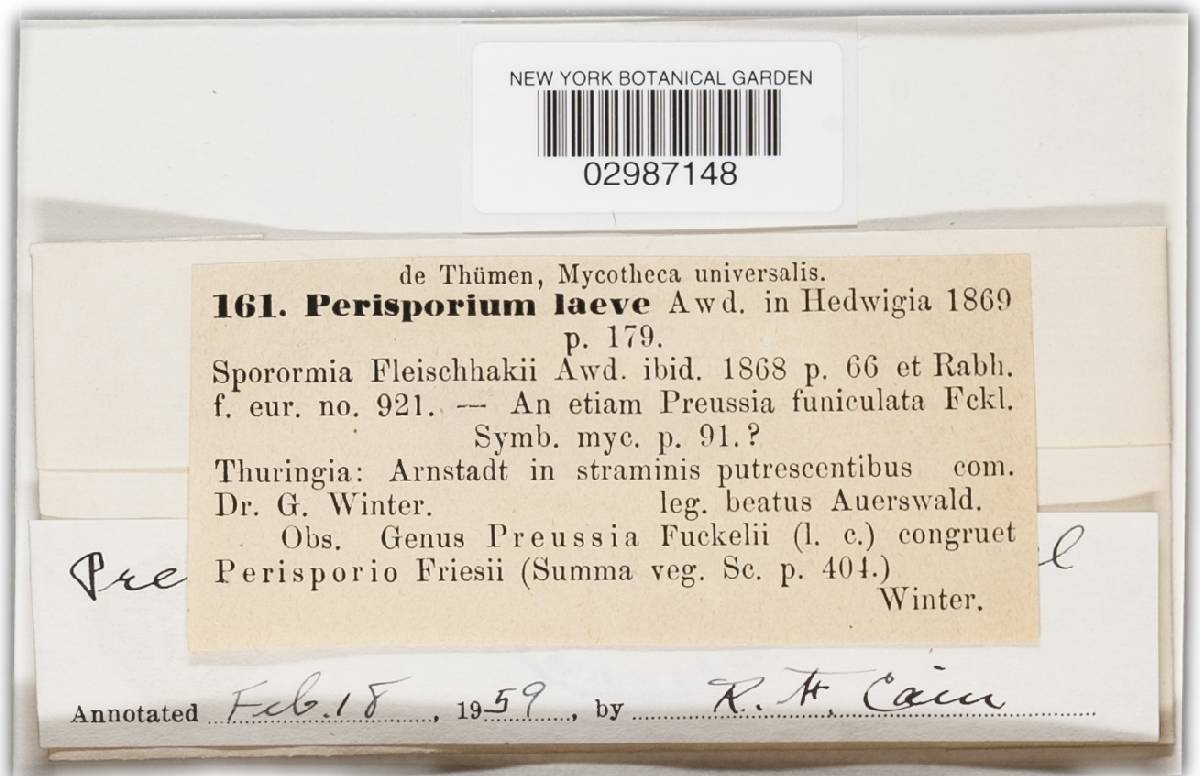 NEW YORK BOTANICAL GARDEN
02987148
de Thümen, Mycotheca universalis.
161. Perisporium laeve Awd. in Hedwigia 1869
p. 179.
Sporormia Fleischhakii Awd. ibid. 1868 p. 66 et Rabh.
f. eur. no. 921. — An etiam Preussia funiculata Fckl.
Symb. myc. p. 91.?
Thuringia: Arnstadt in straminis putrescentibus com.
Dr. G. Winter. leg. beatus Auerswald.
Obs. Genus Preussia Fuckelii (l. c.) congruet
Perisporio Friesii (Summa veg. Sc. p. 404.)
Winter.
Pre
Annotated Feb. 18, 1959, by R. F. Cain